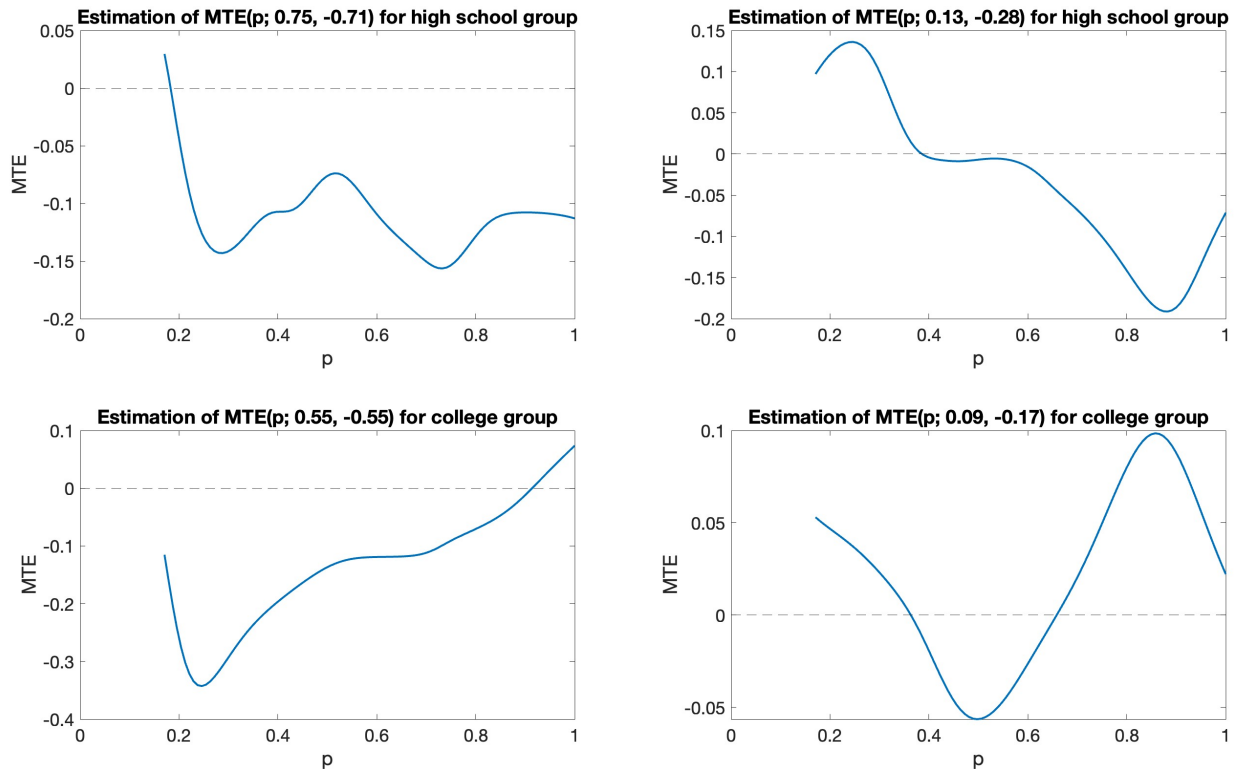 Estimation of MTE(p; 0.75, -0.71) for high school group
0.05
0
-0.05
-0.1
-0.15
-0.2
MTE
0 0.2 0.4 0.6 0.8 1
p
Estimation of MTE(p; 0.13, -0.28) for high school group
0.15
0.1
0.05
0
-0.05
-0.1
-0.15
-0.2
MTE
0 0.2 0.4 0.6 0.8 1
p
Estimation of MTE(p; 0.55, -0.55) for college group
0.1
0
-0.1
-0.2
-0.3
-0.4
MTE
0 0.2 0.4 0.6 0.8 1
p
Estimation of MTE(p; 0.09, -0.17) for college group
0.1
0.05
0
-0.05
MTE
0 0.2 0.4 0.6 0.8 1
p